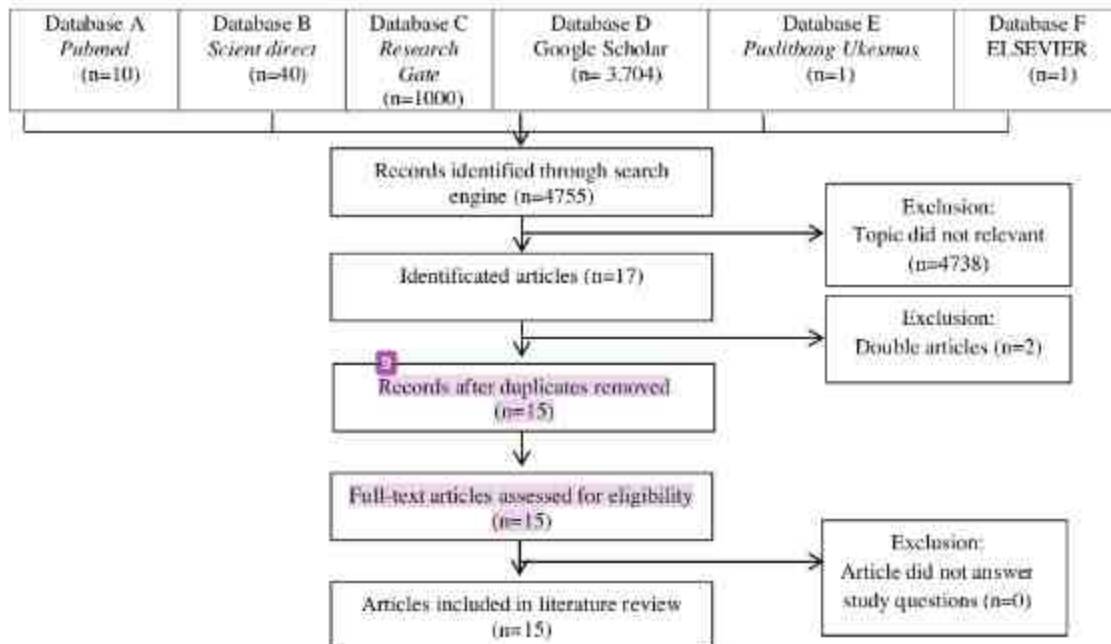 Database A
Pubmed
(n=10)
Database B
Scient direct
(n=40)
Database C
Research
Gate
(n=1000)
Database D
Google Scholar
(n= 3.704)
Database E
Puslitbang Ukesmas
(n=1)
Database F
ELSEVIER
(n=1)
Records identified through search
engine (n=4755)
Exclusion:
Topic did not relevant
(n=4738)
Identificated articles (n=17)
Exclusion:
Double articles (n=2)
9
Records after duplicates removed
(n=15)
Full-text articles assessed for eligibility
(n=15)
Exclusion:
Article did not answer
study questions (n=0)
Articles included in literature review
(n=15)